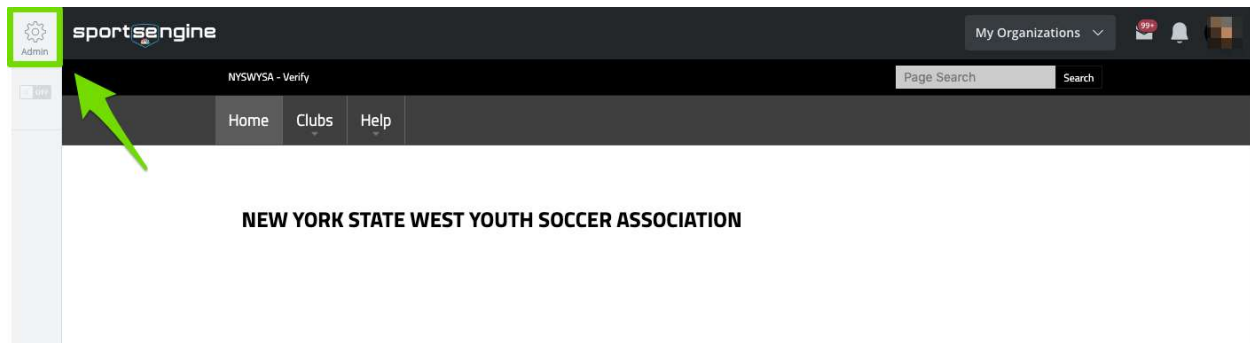 Admin
sportsengine
My Organizations
99+
OFF
NYSWYSA - Verify
Page Search
Search
Home Clubs Help
NEW YORK STATE WEST YOUTH SOCCER ASSOCIATION